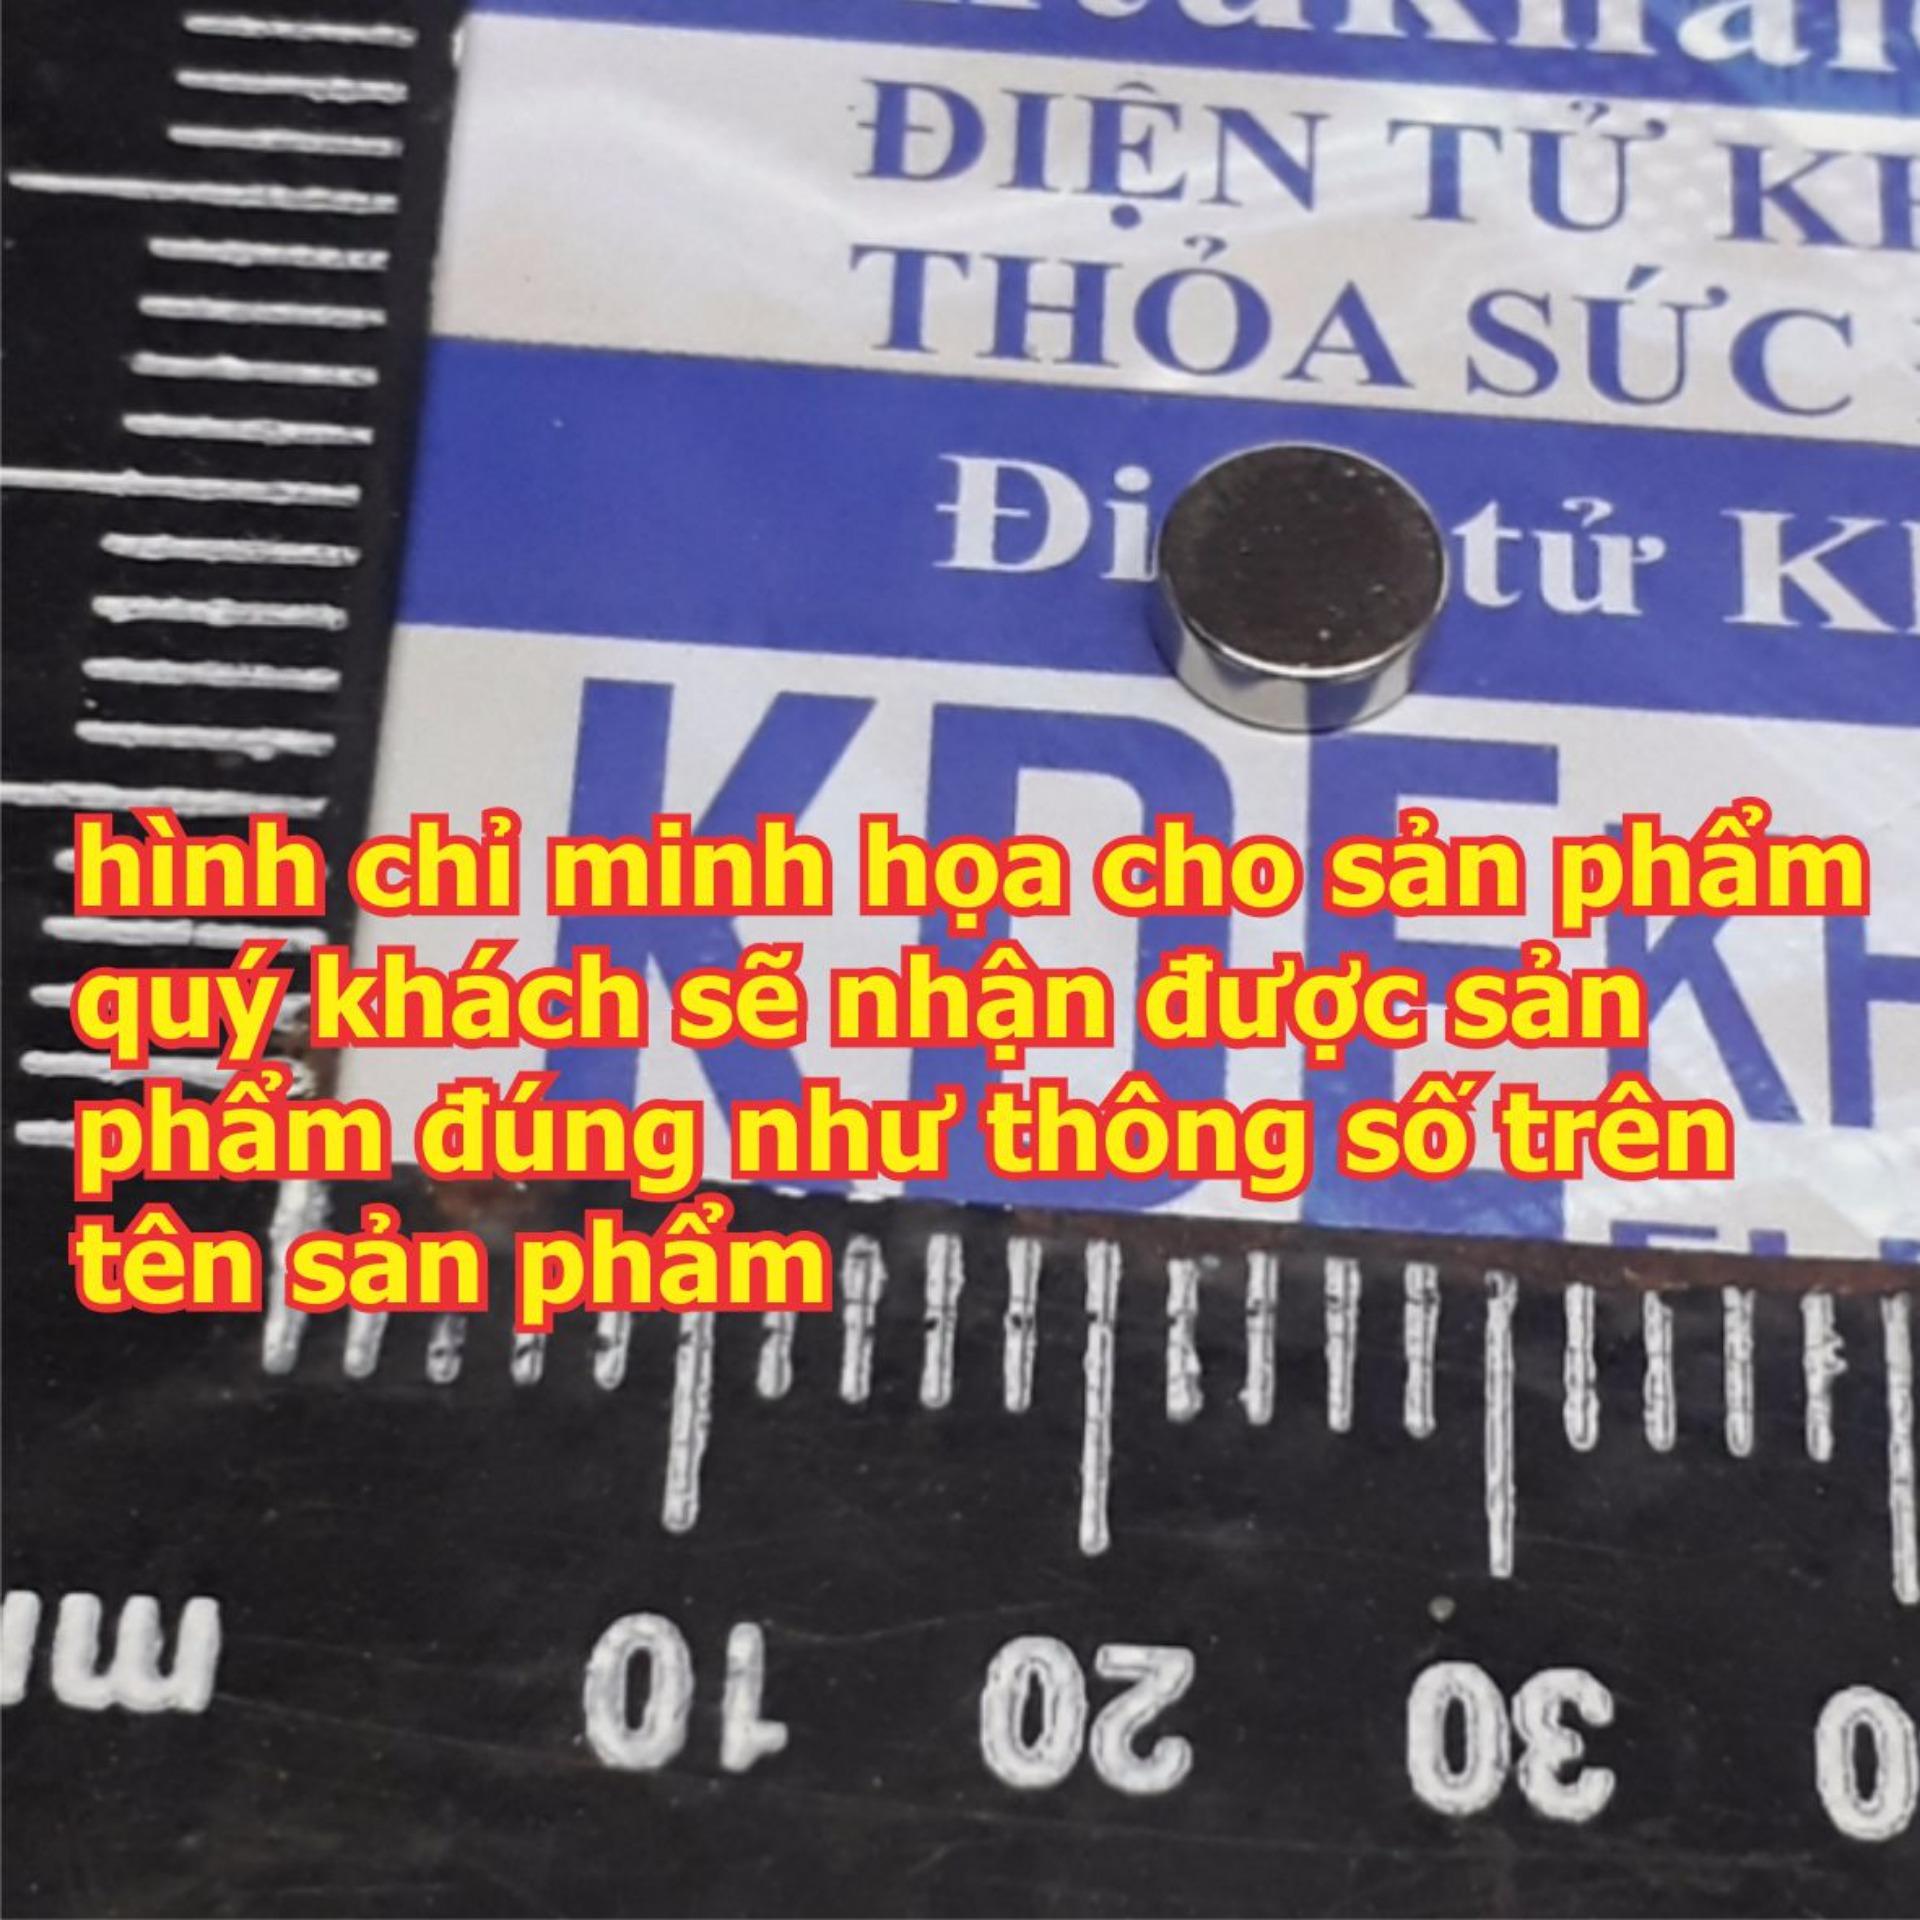 ĐIỆN TỬ
THỎA SỨC
tử
KDE
hình chỉ minh họa cho sản phẩm
quý khách sẽ nhận được sản
phẩm đúng như thông số trên
tên sản phẩm
10 20 30